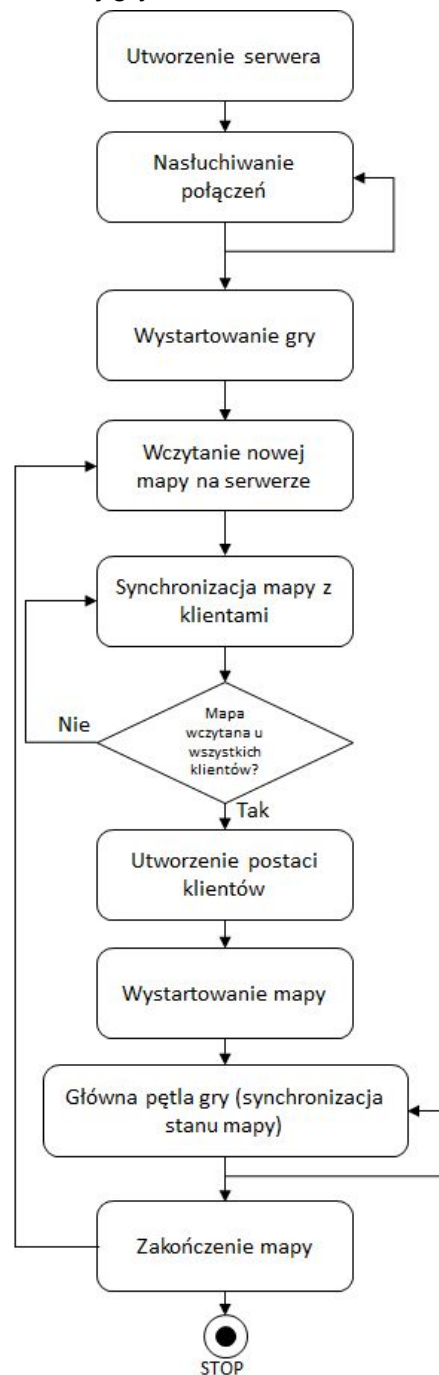 Utworzenie serwera
Nasłuchiwanie
połączeń
Wystartowanie gry
Wczytanie nowej
mapy na serwerze
Synchronizacja mapy z
klientami
Mapa
wczytana u
wszystkich
klientów?
Nie
Tak
Utworzenie postaci
klientów
Wystartowanie mapy
Główna pętla gry (synchronizacja
stanu mapy)
Zakończenie mapy
STOP